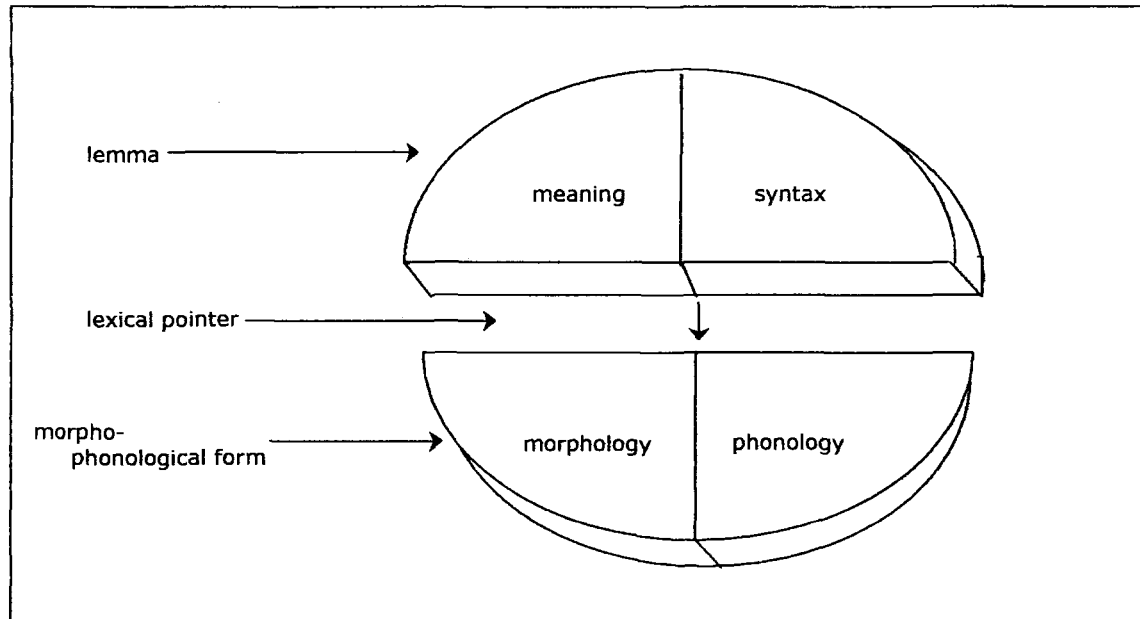 lemma
meaning
syntax
lexical pointer
morpho-
phonological form
morphology
phonology